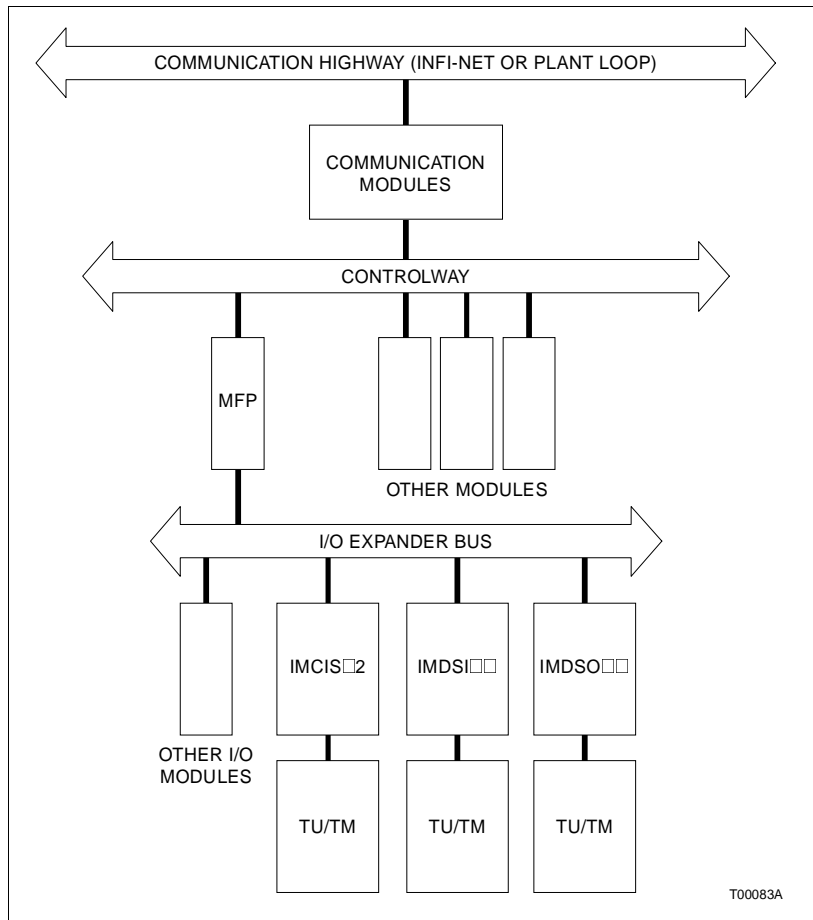 COMMUNICATION HIGHWAY (INFI-NET OR PLANT LOOP)
COMMUNICATION
MODULES
CONTROLWAY
MFP
OTHER MODULES
I/O EXPANDER BUS
IMCIS□2
IMDSI□□
IMDSO□□
OTHER I/O
MODULES
TU/TM
TU/TM
TU/TM
T00083A